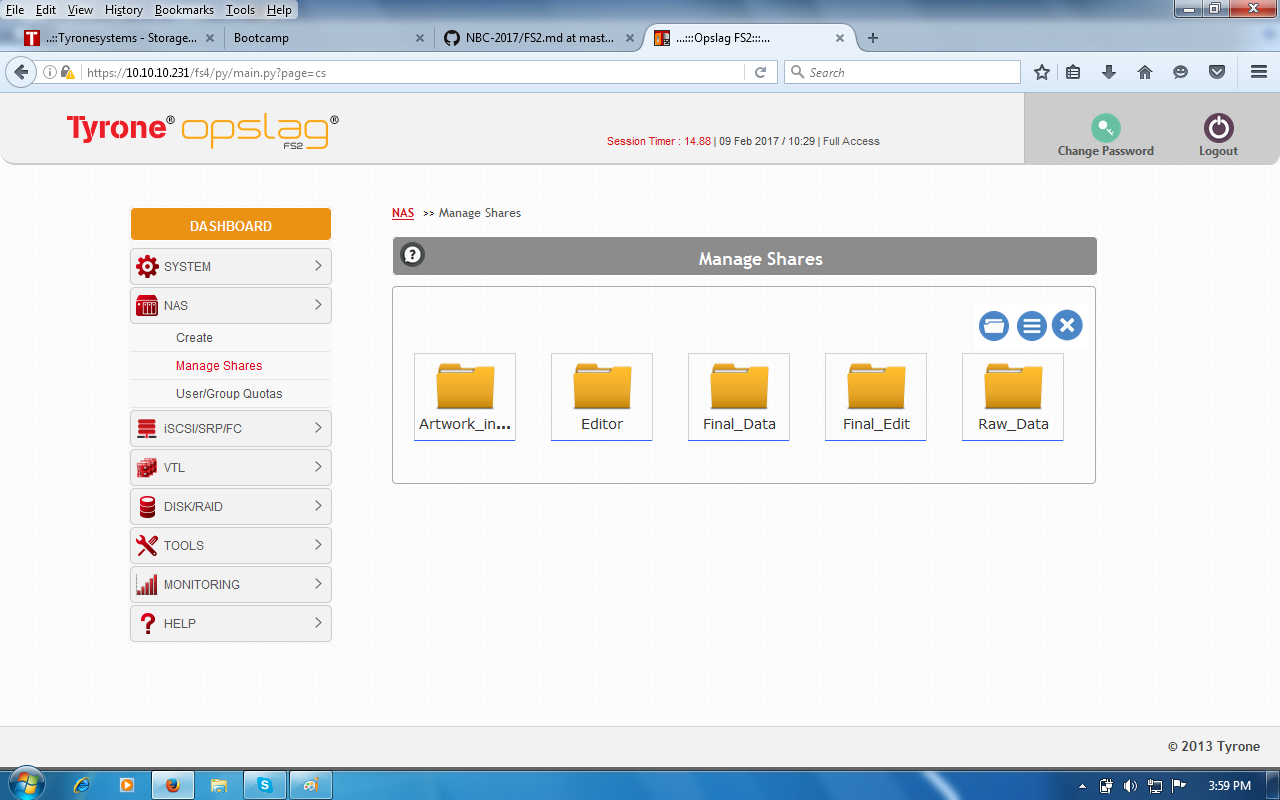 File Edit View History Bookmarks Tools Help
T ..::Tyronesystems - Storage... Bootcamp NBC-2017/FS2.md at mast... ...:::Opslag FS2:::...
https://10.10.10.231/fs4/py/main.py?page=cs Search
Tyrone® opslag® FS2
Session Timer : 14.88 | 09 Feb 2017 / 10:29 | Full Access
Change Password Logout
DASHBOARD
SYSTEM
NAS
Create
Manage Shares
User/Group Quotas
iSCSI/SRP/FC
VTL
DISK/RAID
TOOLS
MONITORING
HELP
NAS >> Manage Shares
? Manage Shares
Artwork_in... Editor Final_Data Final_Edit Raw_Data
© 2013 Tyrone
3:59 PM